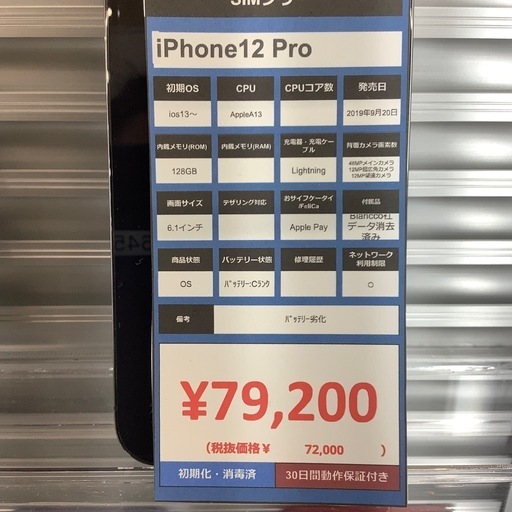 SIMフリ
iPhone12 Pro
初期OS CPU CPUコア数 発売日
ios13～ AppleA13 2019年9月20日
内蔵メモリ(ROM) 内蔵メモリ(RAM) 充電器・充電ケーブル 背面カメラ画素数
128GB Lightning 48MPメインカメラ
12MP超広角カメラ
12MP望遠カメラ
画面サイズ テザリング対応 おサイフケータイ/FeliCa 付属品
6.1インチ Apple Pay Blancco社
データ消去
済み
商品状態 バッテリー状態 修理履歴 ネットワーク利用制限
OS ﾊﾞｯﾃﾘｰ:Cランク ○
備考 ﾊﾞｯﾃﾘｰ劣化
¥79,200
（税抜価格¥ 72,000 ）
初期化・消毒済 30日間動作保証付き